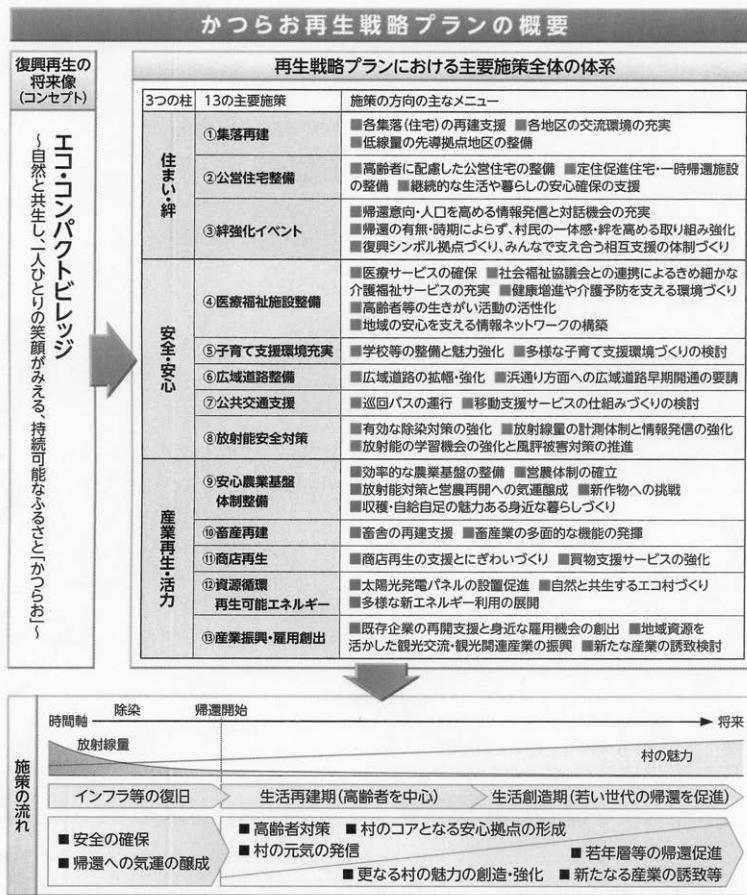 かつらお再生戦略プランの概要
復興再生の
将来像
(コンセプト)
エコ・コンパクトビレッジ
～自然と共生し、一人ひとりの笑顔がみえる、持続可能なふるさと「かつらお」～
再生戦略プランにおける主要施策全体の体系
3つの柱 13の主要施策 施策の方向の主なメニュー
住まい・絆
①集落再建
■各集落(住宅)の再建支援 ■各地区の交流環境の充実
■低線量の先導拠点地区の整備
②公営住宅整備
■高齢者に配慮した公営住宅の整備 ■定住促進住宅・一時帰還施設
の整備 ■継続的な生活や暮らしの安心確保の支援
③絆強化イベント
■帰還意向・人口を高める情報発信と対話機会の充実
■帰還の有無・時期によらず、村民の一体感・絆を高める取り組み強化
■復興シンボル拠点づくり、みんなで支え合う相互支援の体制づくり
安全・安心
④医療福祉施設整備
■医療サービスの確保 ■社会福祉協議会との連携によるきめ細かな
介護福祉サービスの充実 ■健康増進や介護予防を支える環境づくり
■高齢者等の生きがい活動の活性化
■地域の安心を支える情報ネットワークの構築
⑤子育て支援環境充実
■学校等の整備と魅力強化 ■多様な子育て支援環境づくりの検討
⑥広域道路整備
■広域道路の拡幅・強化 ■浜通り方面への広域道路早期開通の要請
⑦公共交通支援
■巡回バスの運行 ■移動支援サービスの仕組みづくりの検討
⑧放射能安全対策
■有効な除染対策の強化 ■放射線量の計測体制と情報発信の強化
■放射能の学習機会の強化と風評被害対策の推進
産業再生・活力
⑨安心農業基盤
体制整備
■効率的な農業基盤の整備 ■営農体制の確立
■放射能対策と営農再開への気運醸成 ■新作物への挑戦
■収穫・自給自足の魅力ある身近な暮らしづくり
⑩畜産再建
■畜舎の再建支援 ■畜産業の多面的な機能の発揮
⑪商店再生
■商店再生の支援とにぎわいづくり ■買物支援サービスの強化
⑫資源循環
再生可能エネルギー
■太陽光発電パネルの設置促進 ■自然と共生するエコ村づくり
■多様な新エネルギー利用の展開
⑬産業振興・雇用創出
■既存企業の再開支援と身近な雇用機会の創出 ■地域資源を
活かした観光交流・観光関連産業の振興 ■新たな産業の誘致検討
施策の流れ
時間軸 除染 帰還開始 将来
放射線量
村の魅力
インフラ等の復旧 生活再建期(高齢者を中心) 生活創造期(若い世代の帰還を促進)
■安全の確保
■帰還への気運の醸成
■高齢者対策 ■村のコアとなる安心拠点の形成
■村の元気の発信
■若年層等の帰還促進
■更なる村の魅力の創造・強化 ■新たなる産業の誘致等